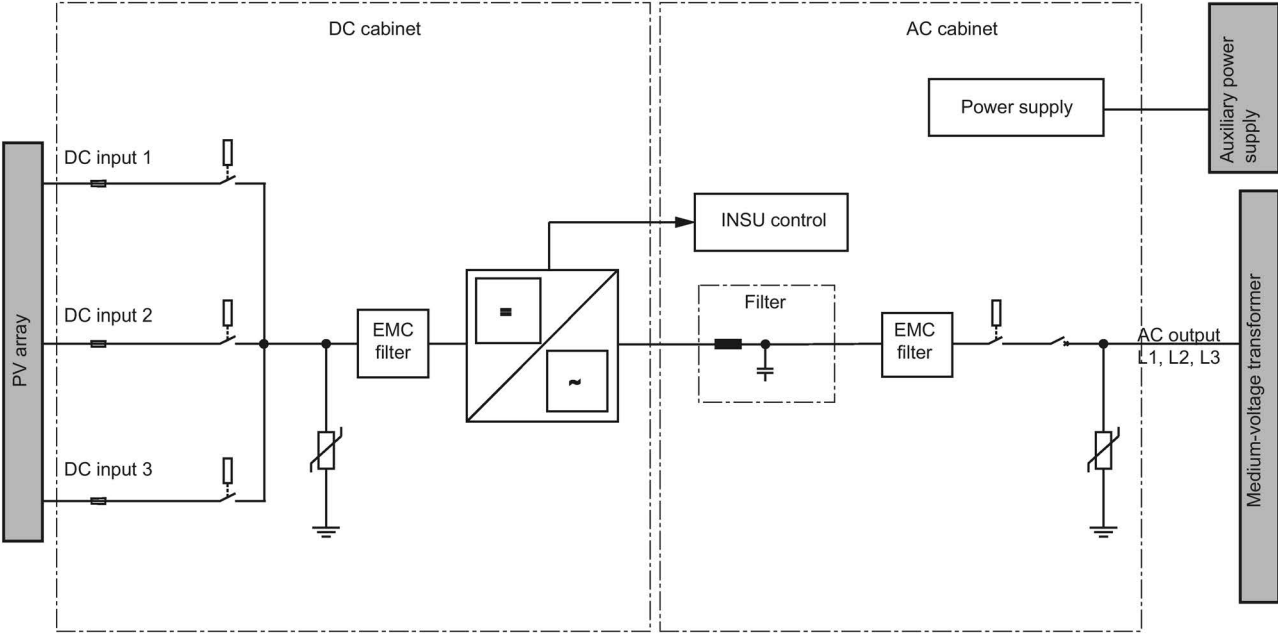 DC cabinet
AC cabinet
Power supply
Auxiliary power
supply
PV array
DC input 1
INSU control
DC input 2
EMC
filter
Filter
EMC
filter
AC output
L1, L2, L3
Medium-voltage transformer
DC input 3